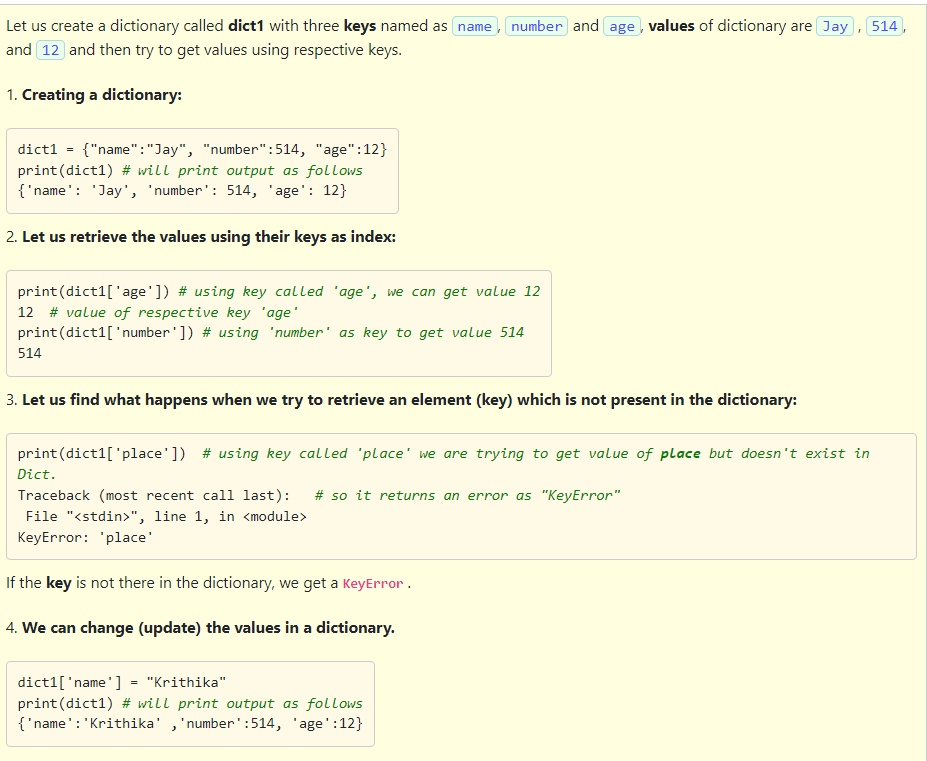 Let us create a dictionary called dict1 with three keys named as name, number and age, values of dictionary are Jay , 514,
and 12 and then try to get values using respective keys.
1. Creating a dictionary:
dict1 = {"name":"Jay", "number":514, "age":12}
print(dict1) # will print output as follows
{'name': 'Jay', 'number': 514, 'age': 12}
2. Let us retrieve the values using their keys as index:
print(dict1['age']) # using key called 'age', we can get value 12
12  # value of respective key 'age'
print(dict1['number']) # using 'number' as key to get value 514
514
3. Let us find what happens when we try to retrieve an element (key) which is not present in the dictionary:
print(dict1['place'])  # using key called 'place' we are trying to get value of place but doesn't exist in
Dict.
Traceback (most recent call last):   # so it returns an error as "KeyError"
 File "<stdin>", line 1, in <module>
KeyError: 'place'
If the key is not there in the dictionary, we get a KeyError .
4. We can change (update) the values in a dictionary.
dict1['name'] = "Krithika"
print(dict1) # will print output as follows
{'name':'Krithika' ,'number':514, 'age':12}